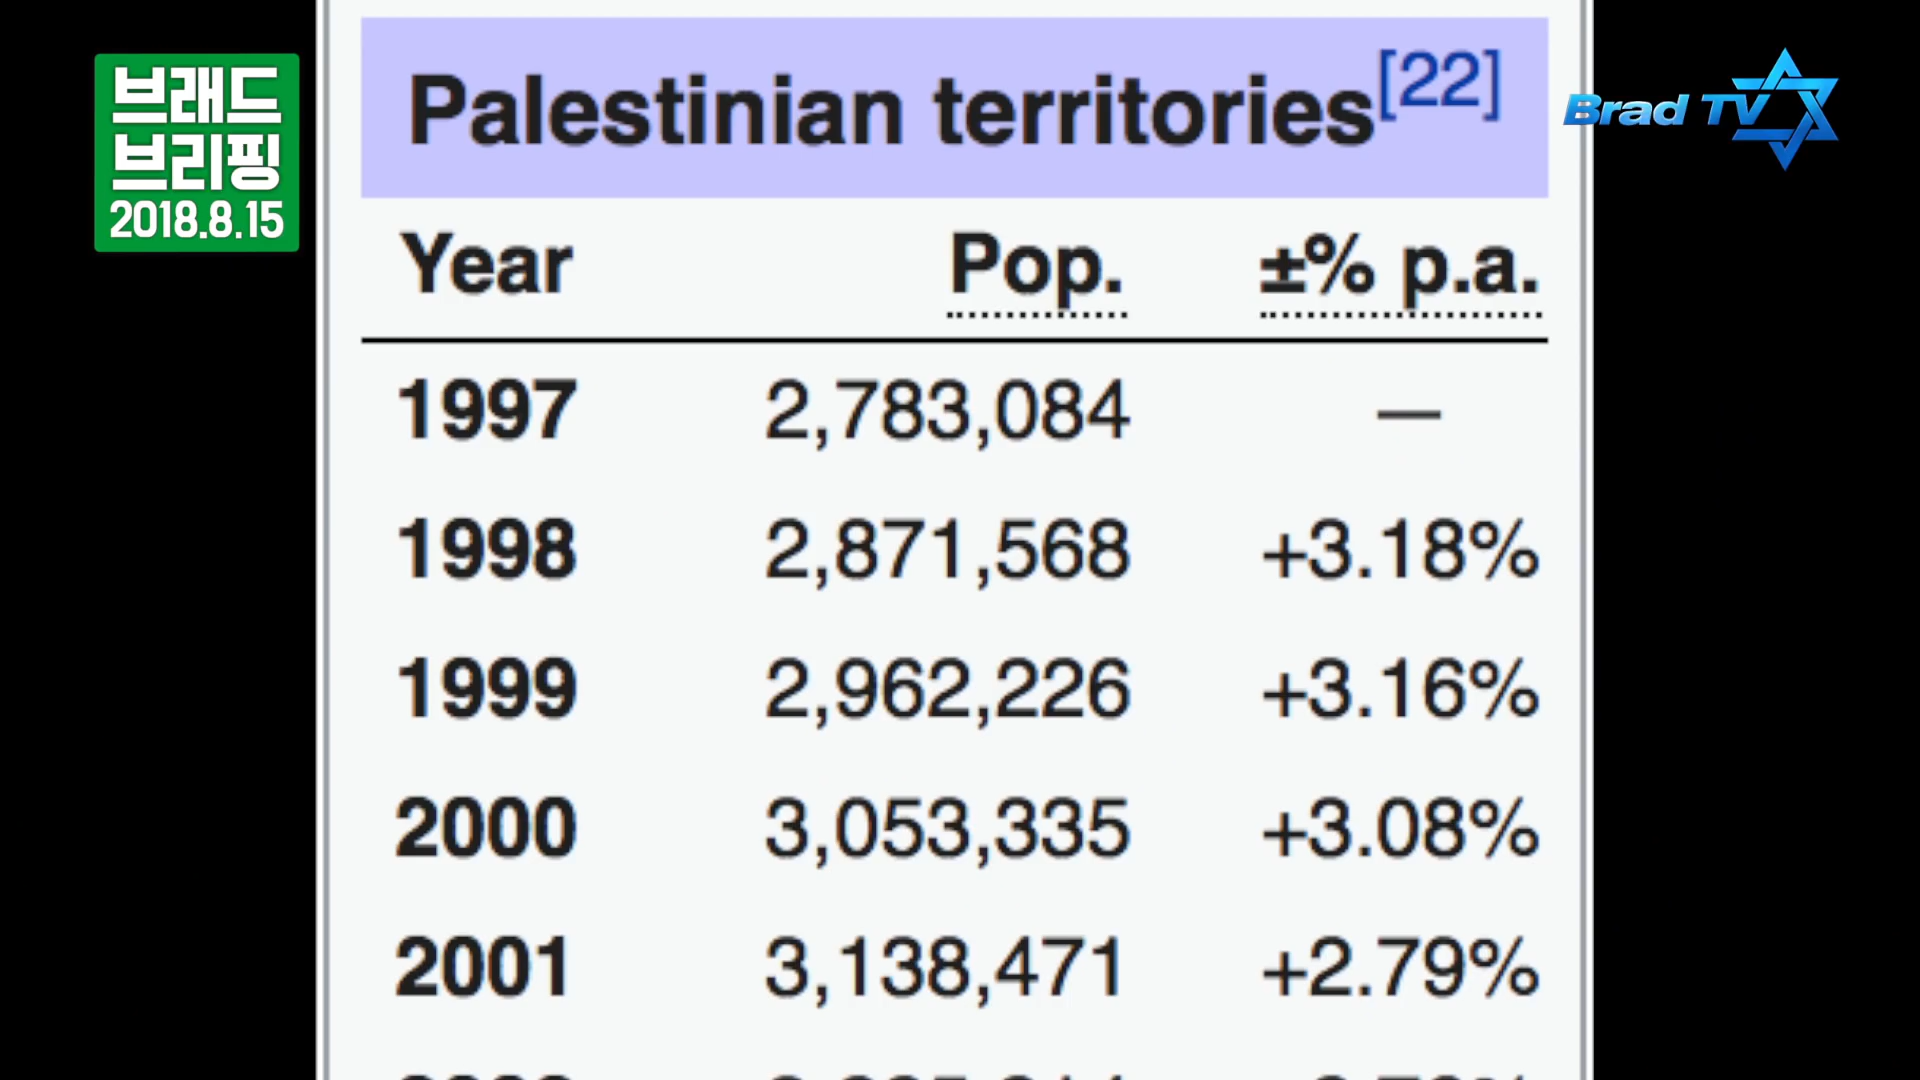 브래드
브리핑
2018.8.15
Brad TV
Palestinian territories[22]
Year Pop. ±% p.a.
1997 2,783,084 —
1998 2,871,568 +3.18%
1999 2,962,226 +3.16%
2000 3,053,335 +3.08%
2001 3,138,471 +2.79%